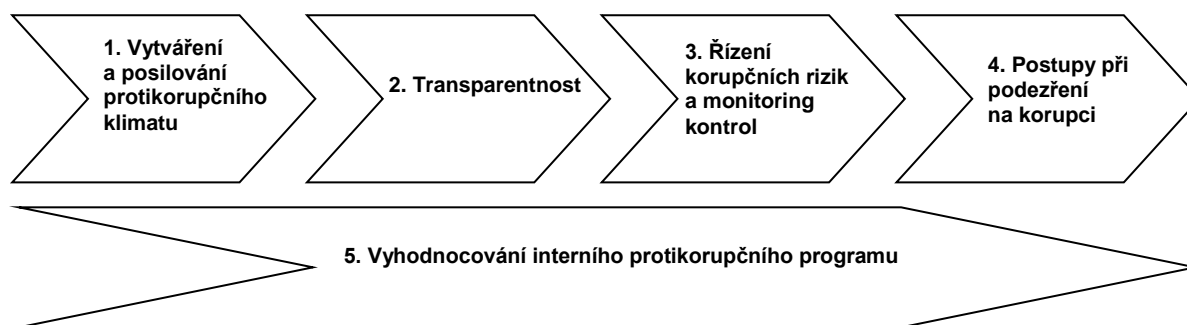 1. Vytváření
a posilování
protikorupčního
klimatu
2. Transparentnost
3. Řízení
korupčních rizik
a monitoring
kontrol
4. Postupy při
podezření
na korupci
5. Vyhodnocování interního protikorupčního programu